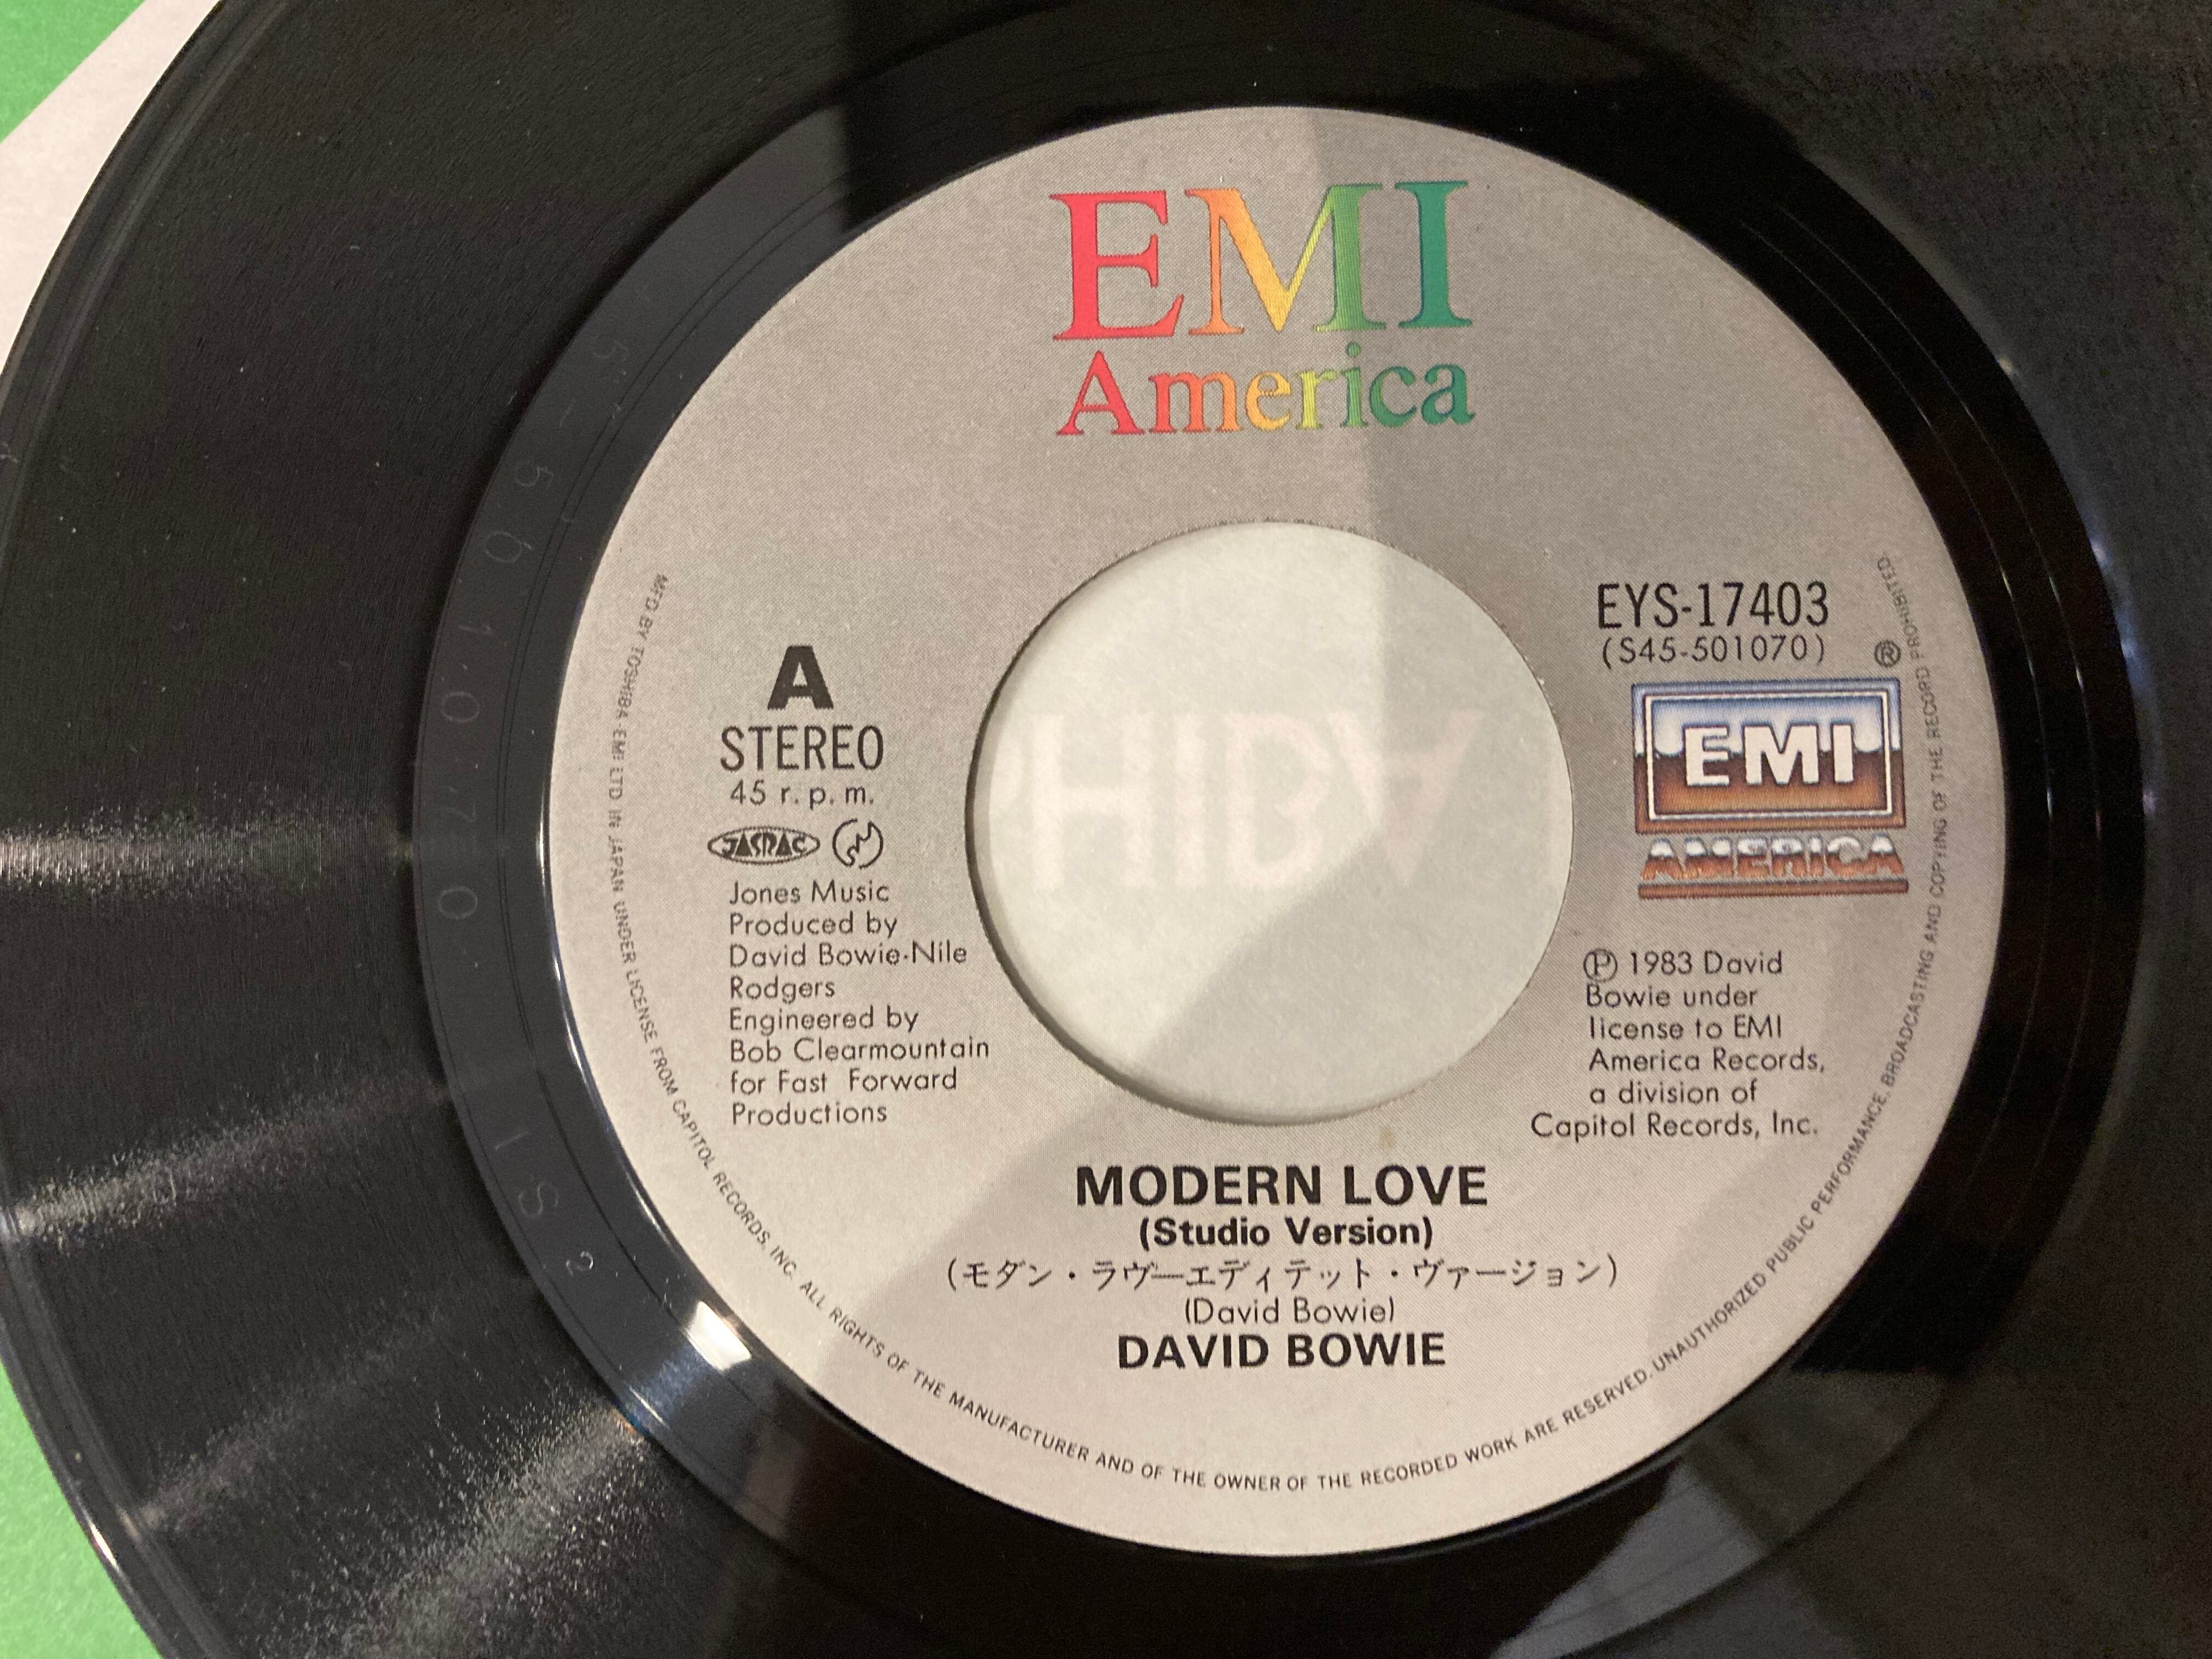 EMI
America
EYS-17403
(S45-501070)
®
EMI
AMERICA
A
STEREO
45 r.p.m.
JASRAC
Jones Music
Produced by
David Bowie·Nile
Rodgers
Engineered by
Bob Clearmountain
for Fast Forward
Productions
℗ 1983 David
Bowie under
license to EMI
America Records,
a division of
Capitol Records, Inc.
MODERN LOVE
(Studio Version)
(モダン・ラヴーエディテット・ヴァージョン)
(David Bowie)
DAVID BOWIE
MFD BY TOSHIBA·EMI LTD IN JAPAN UNDER LICENSE FROM CAPITOL RECORDS, INC. ALL RIGHTS OF THE MANUFACTURER AND OF THE OWNER OF THE RECORDED WORK ARE RESERVED. UNAUTHORIZED PUBLIC PERFORMANCE, BROADCASTING AND COPYING OF THE RECORD PROHIBITED.
1S 2